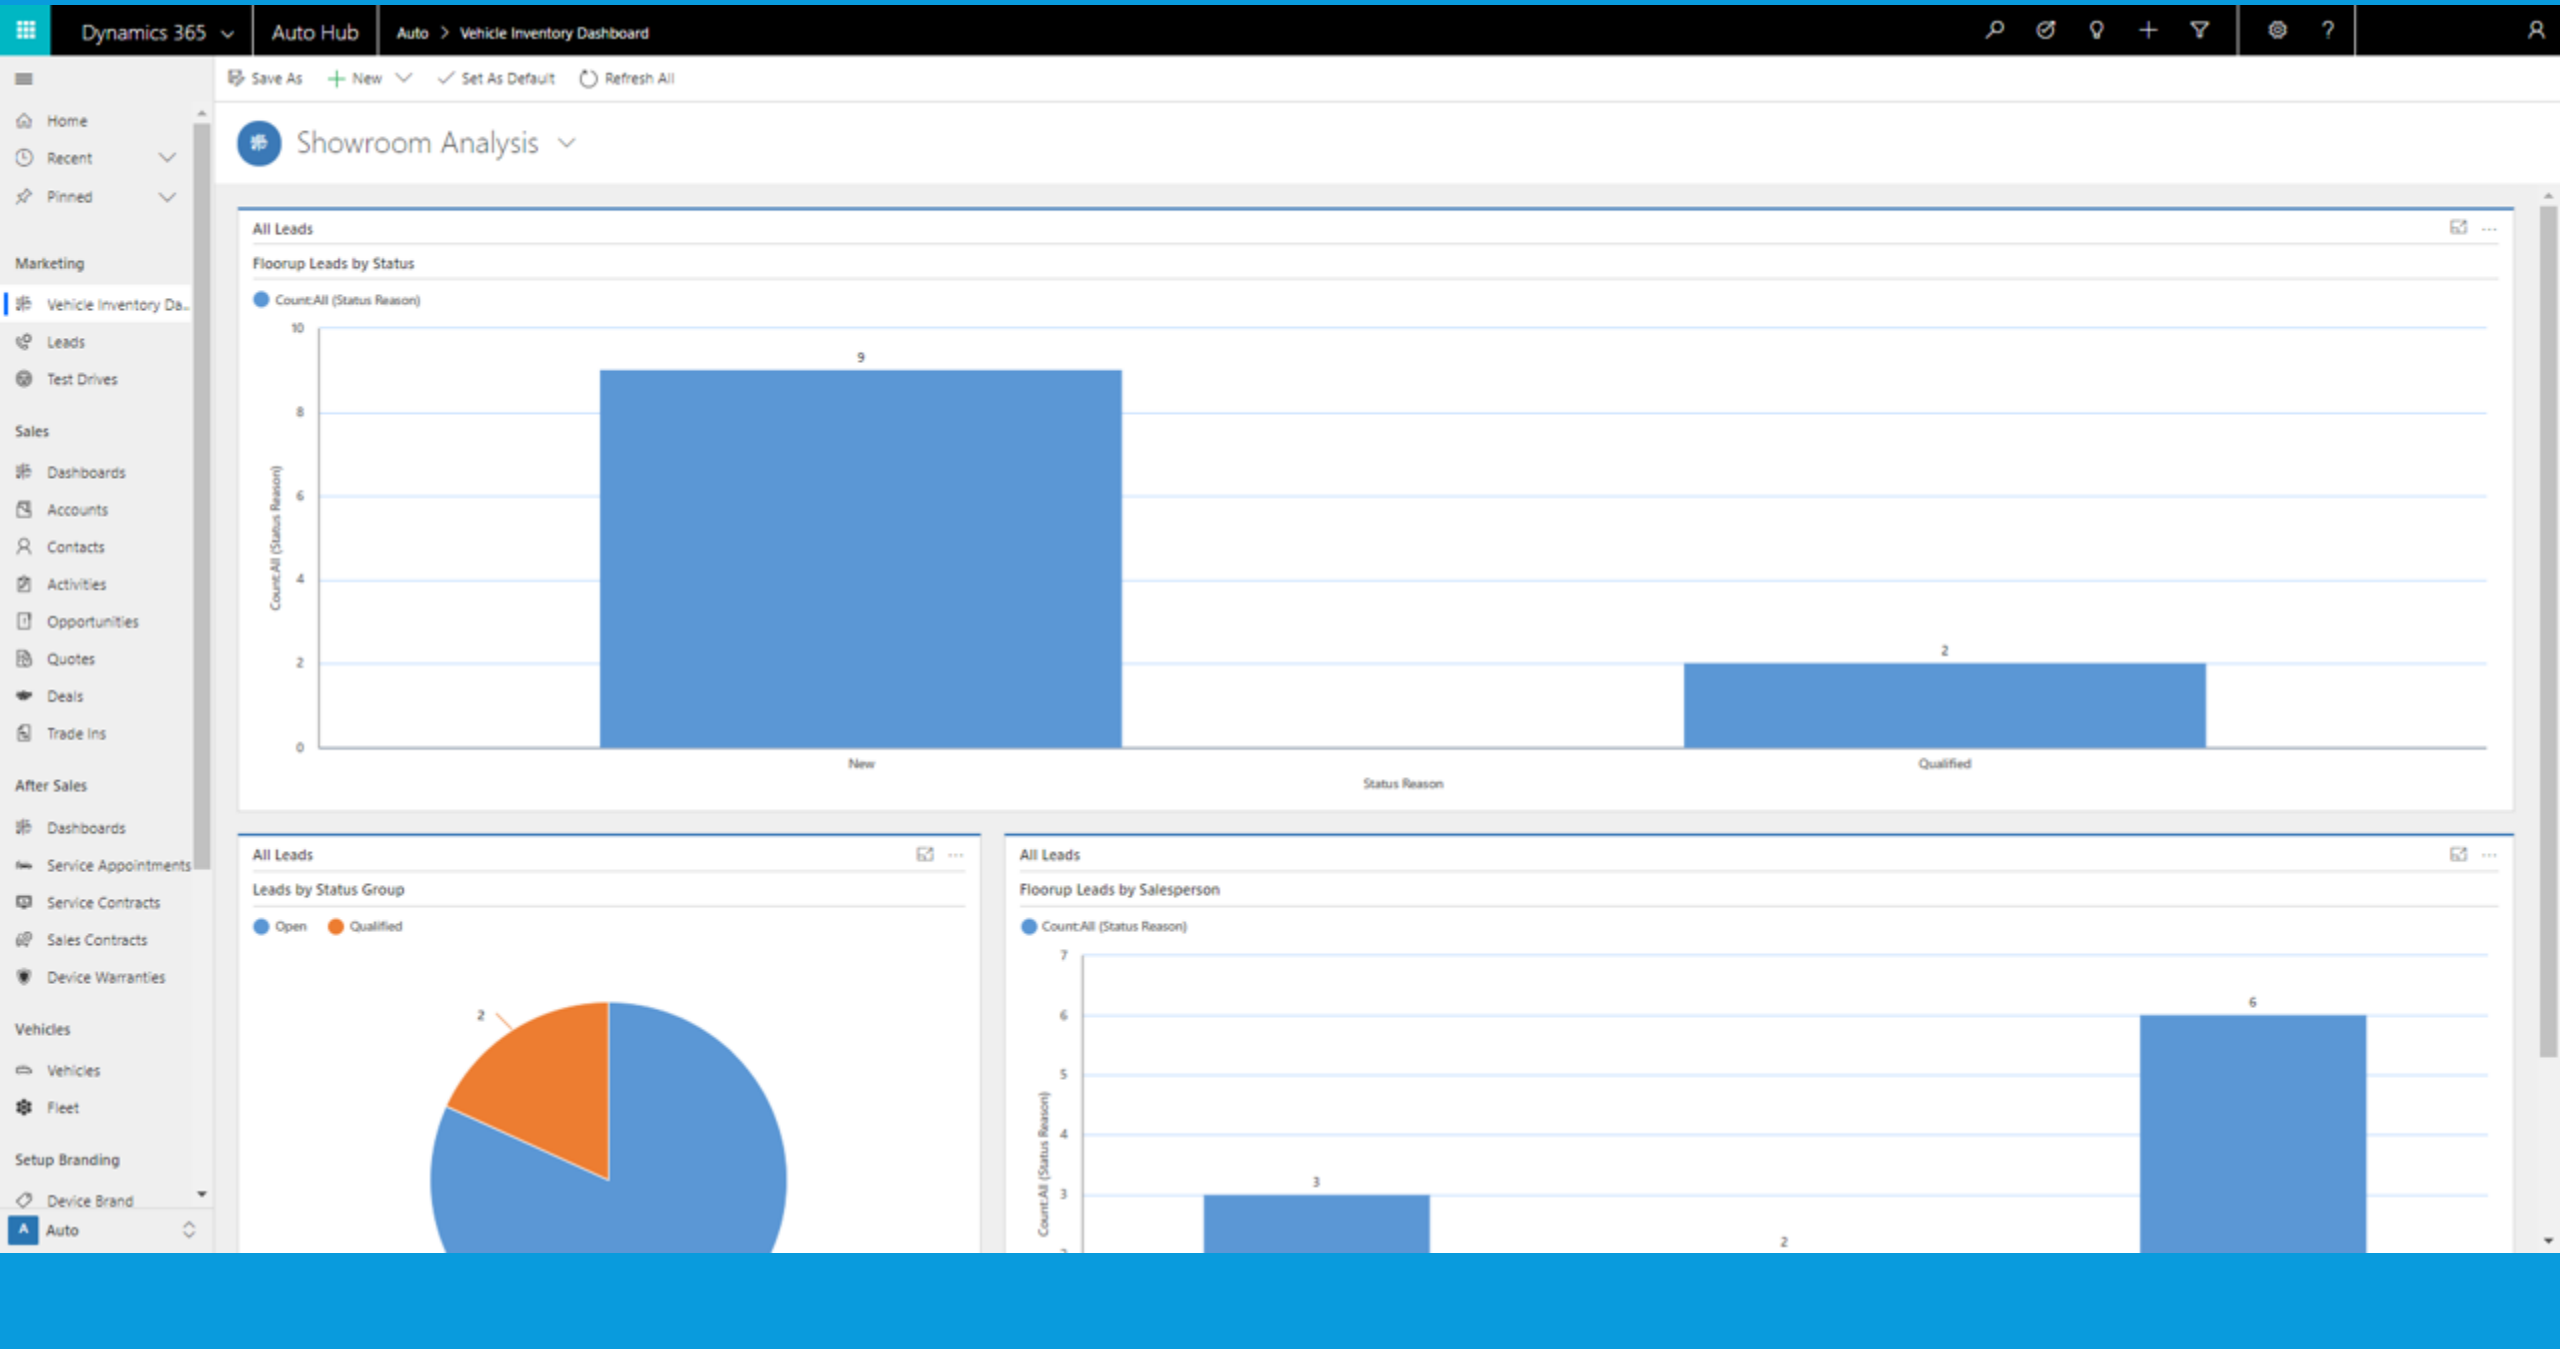 Dynamics 365
Auto Hub
Auto > Vehicle Inventory Dashboard
?
Save As
New
Set As Default
Refresh All
Home
Recent
Pinned
Marketing
Vehicle Inventory Da...
Leads
Test Drives
Sales
Dashboards
Accounts
Contacts
Activities
Opportunities
Quotes
Deals
Trade Ins
After Sales
Dashboards
Service Appointments
Service Contracts
Sales Contracts
Device Warranties
Vehicles
Vehicles
Fleet
Setup Branding
Device Brand
A Auto
Showroom Analysis
All Leads
Floorup Leads by Status
Count:All (Status Reason)
10
8
6
4
2
0
Count:All (Status Reason)
9
2
New
Qualified
Status Reason
All Leads
Leads by Status Group
Open
Qualified
2
All Leads
Floorup Leads by Salesperson
Count:All (Status Reason)
7
6
5
4
3
Count:All (Status Reason)
3
2
6